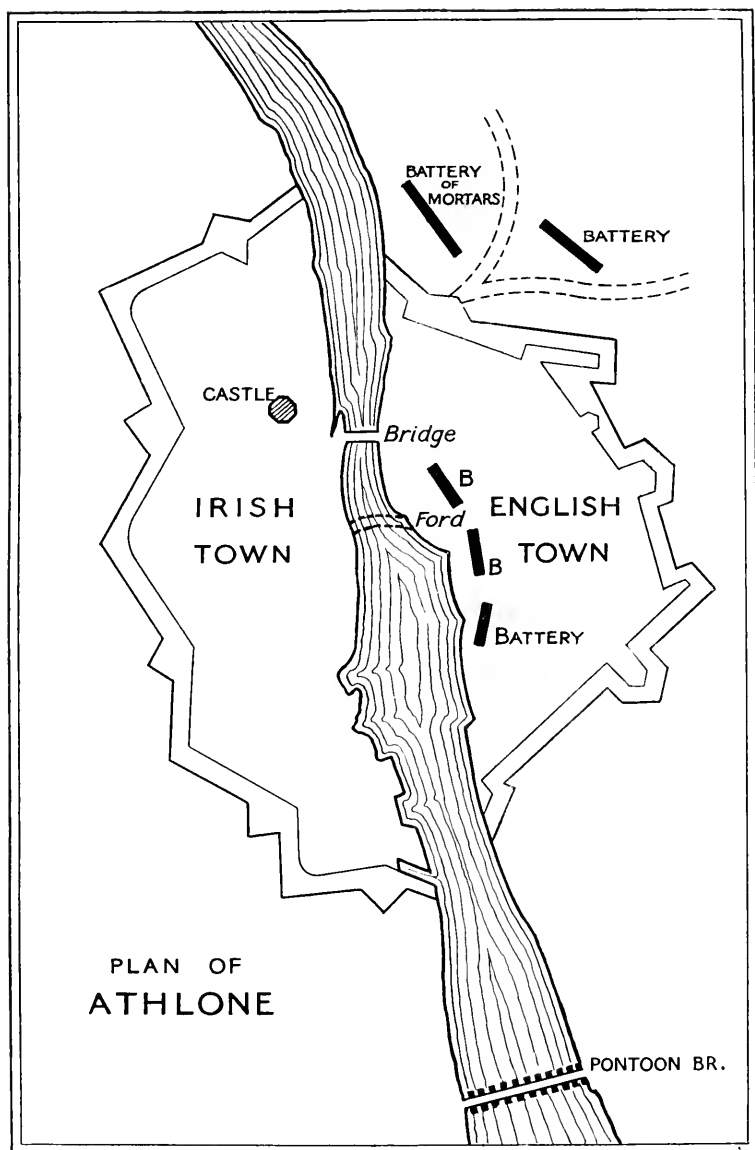 BATTERY
OF
MORTARS
BATTERY
CASTLE
Bridge
B
IRISH
TOWN
Ford
ENGLISH
TOWN
B
BATTERY
PLAN OF
ATHLONE
PONTOON BR.